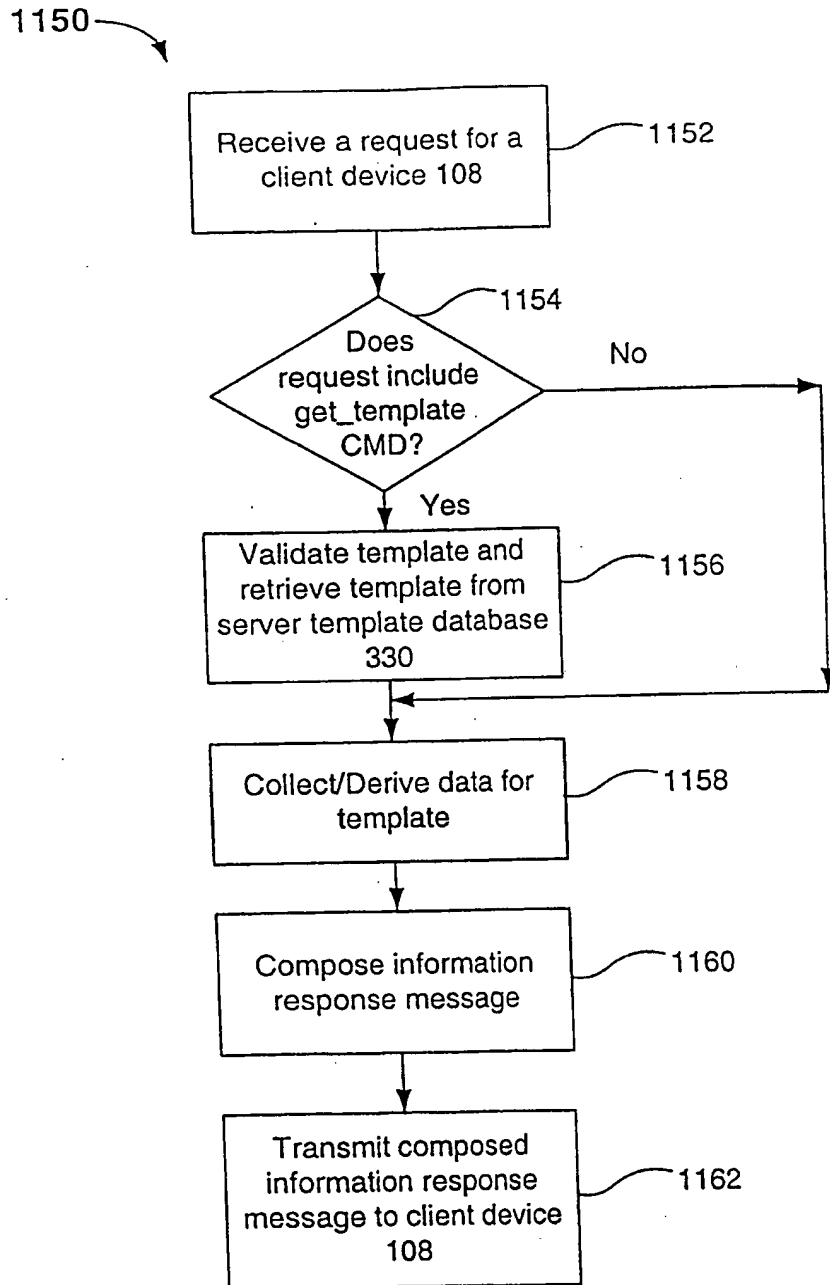 1150
Receive a request for a
client device 108
1152
1154
Does
request include
get_template
CMD?
No
Yes
Validate template and
retrieve template from
server template database
330
1156
Collect/Derive data for
template
1158
Compose information
response message
1160
Transmit composed
information response
message to client device
108
1162